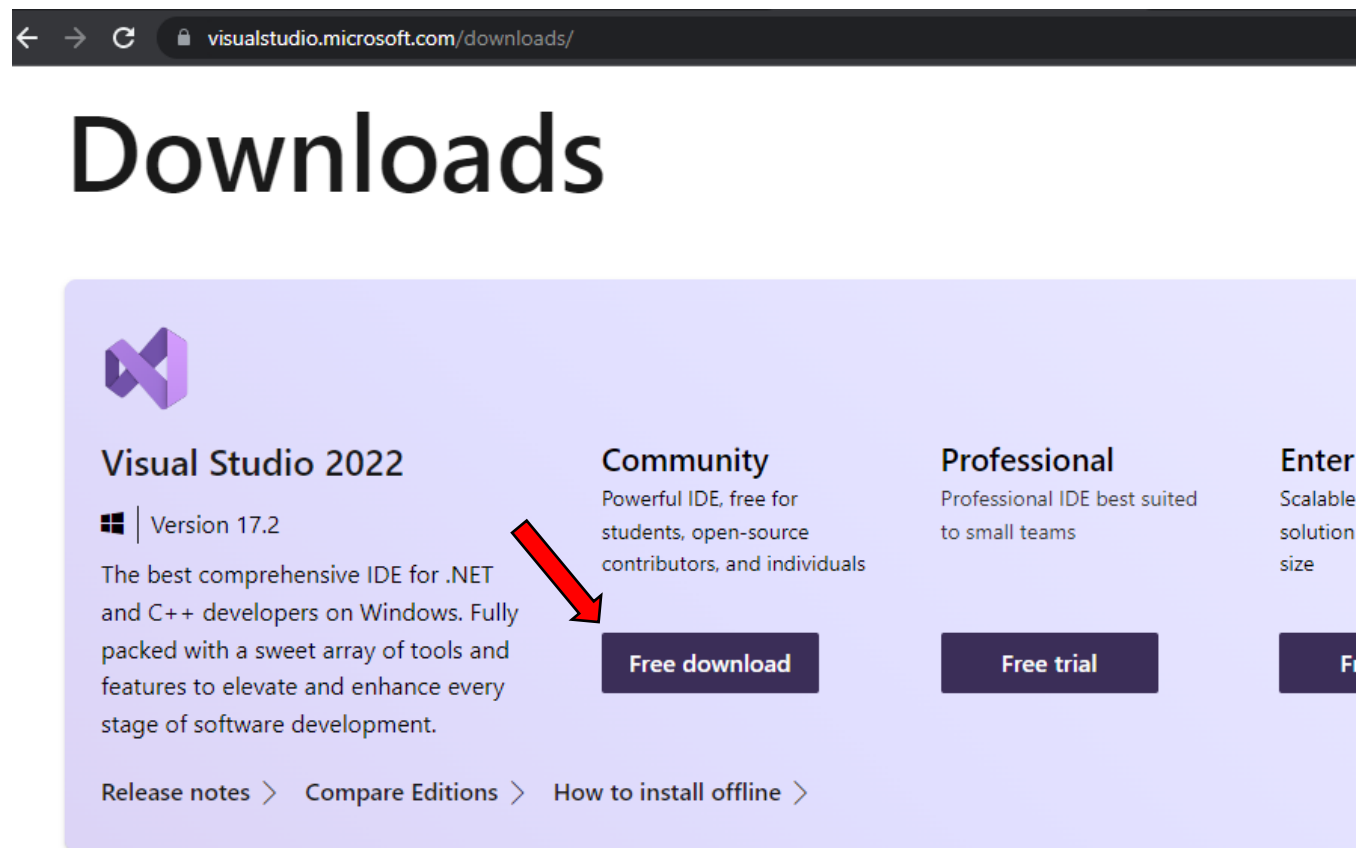 visualstudio.microsoft.com/downloads/
Downloads
Visual Studio 2022
Version 17.2
The best comprehensive IDE for .NET
and C++ developers on Windows. Fully
packed with a sweet array of tools and
features to elevate and enhance every
stage of software development.
Community
Powerful IDE, free for
students, open-source
contributors, and individuals
Free download
Professional
Professional IDE best suited
to small teams
Free trial
Enter
Scalable
solution
size
Release notes
Compare Editions
How to install offline